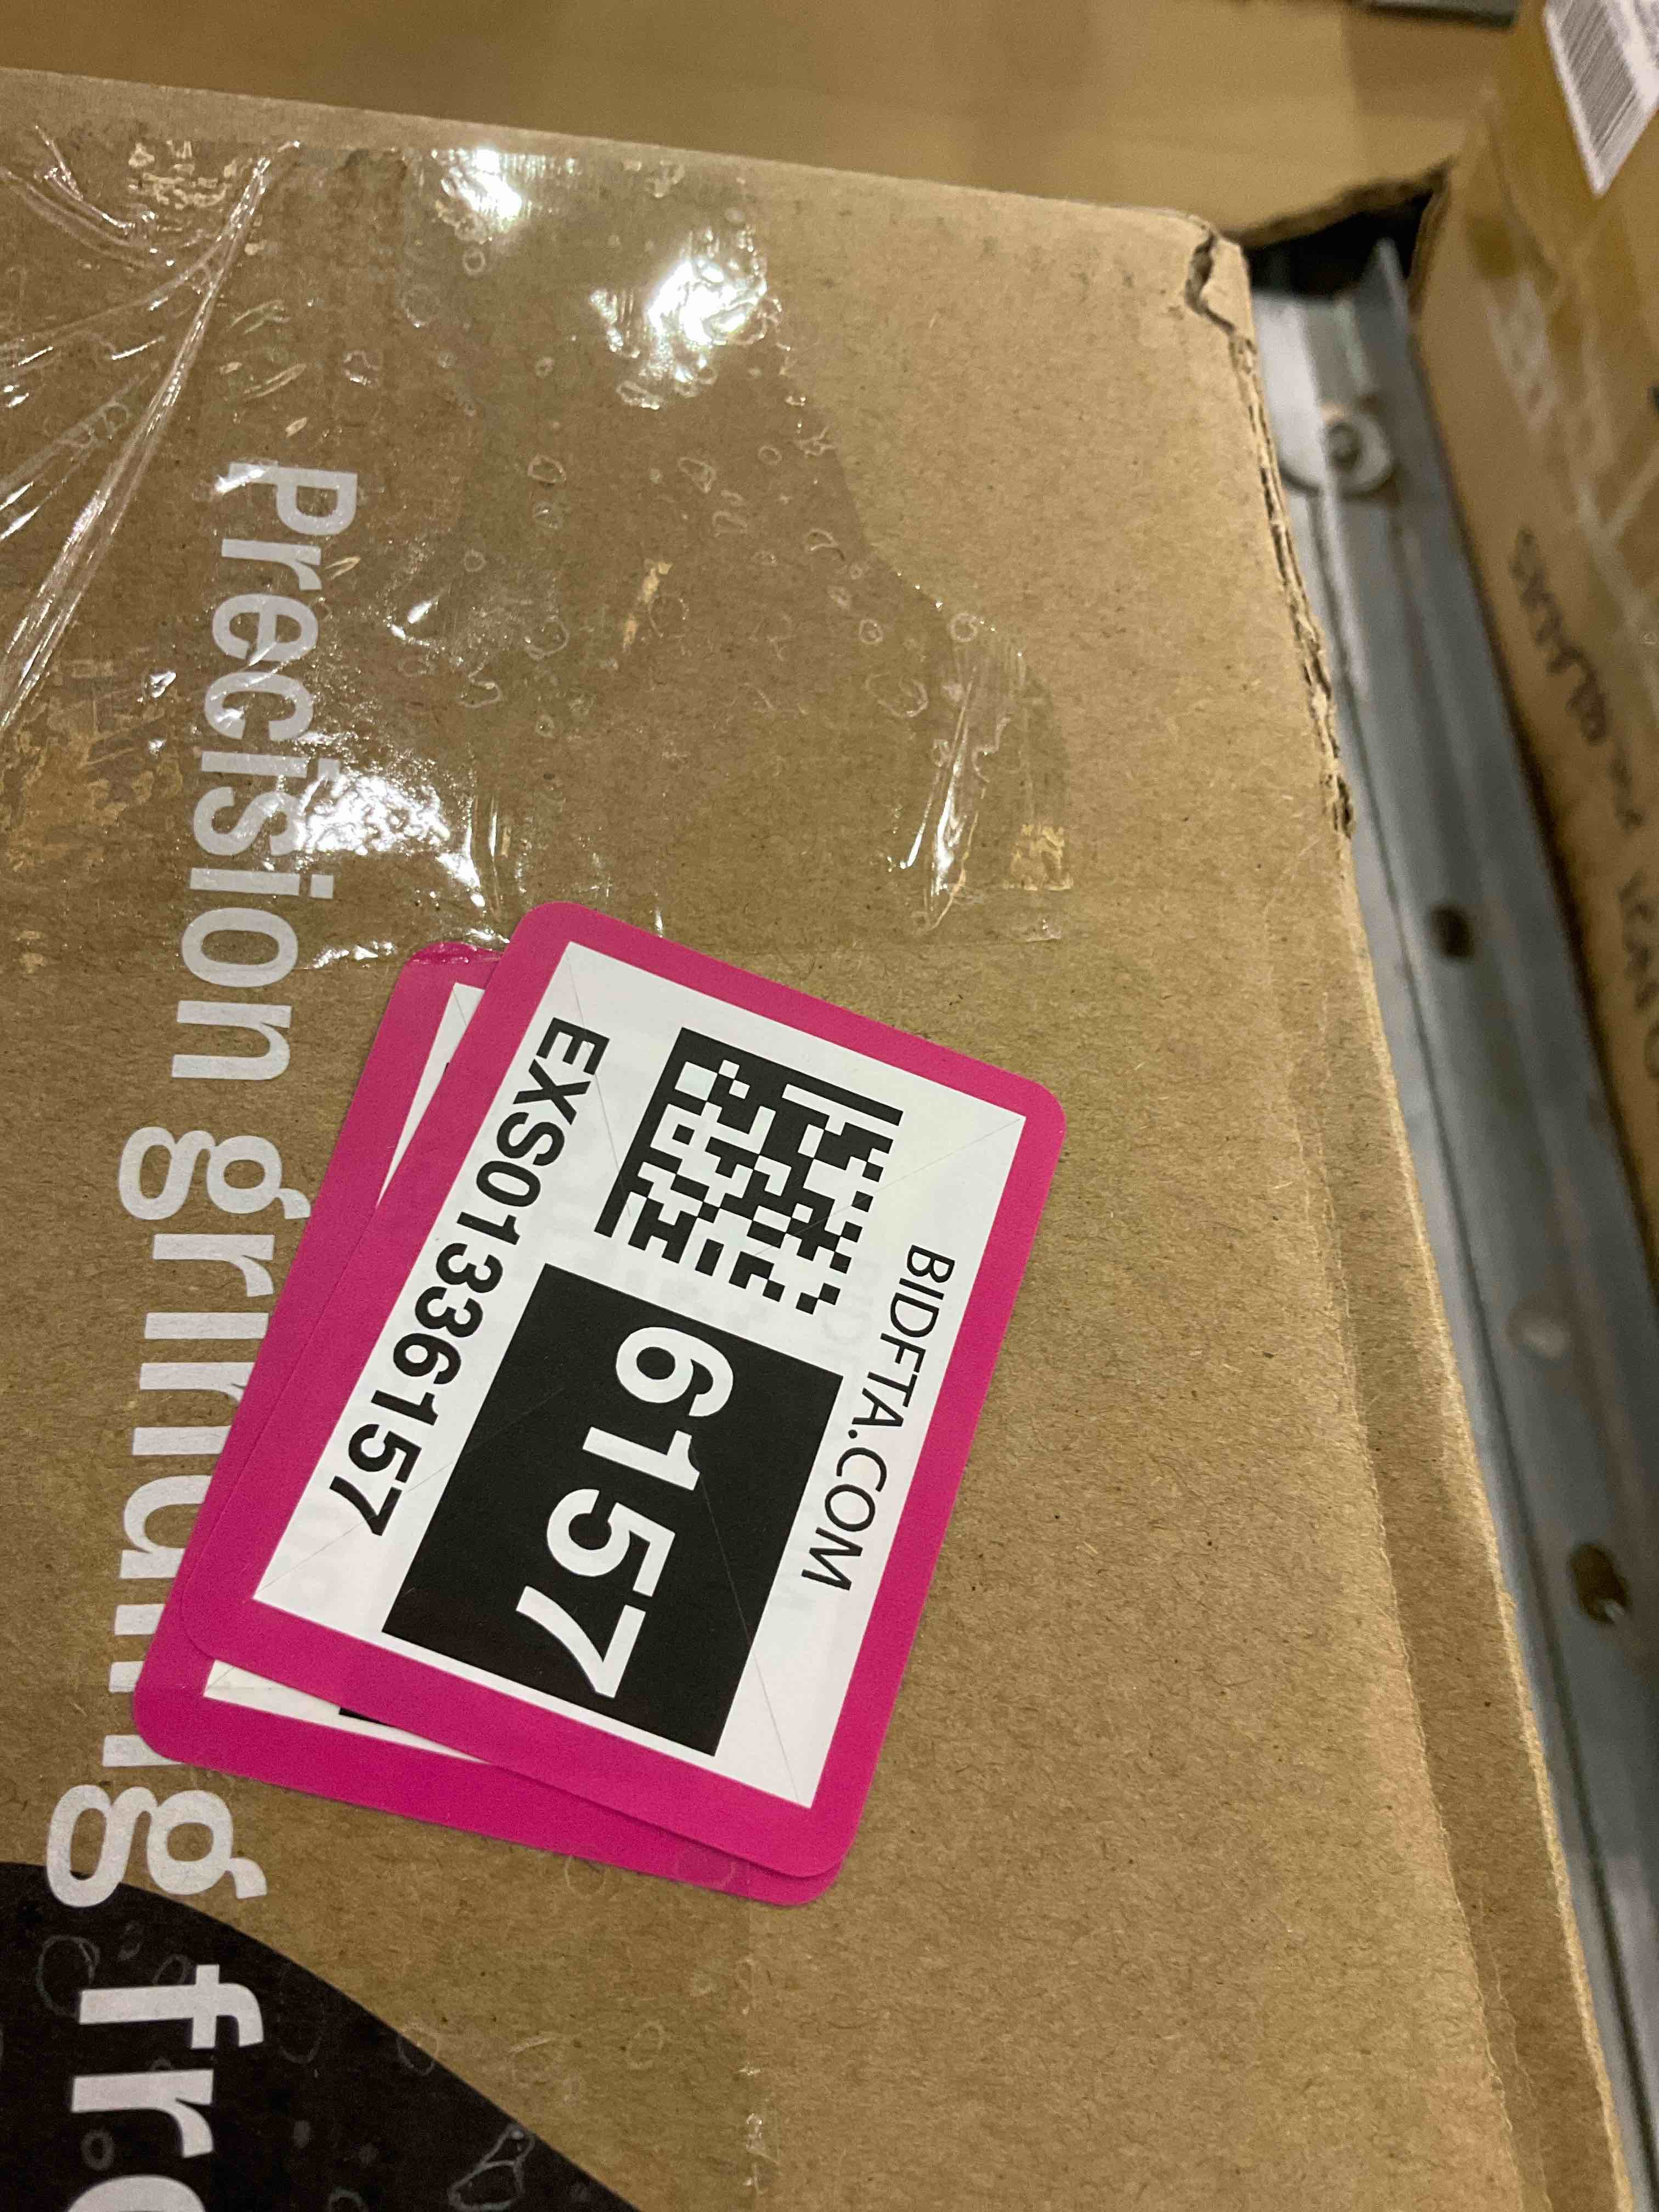 Precision grinding fro
BIDFTA.COM
6157
EXS01336157